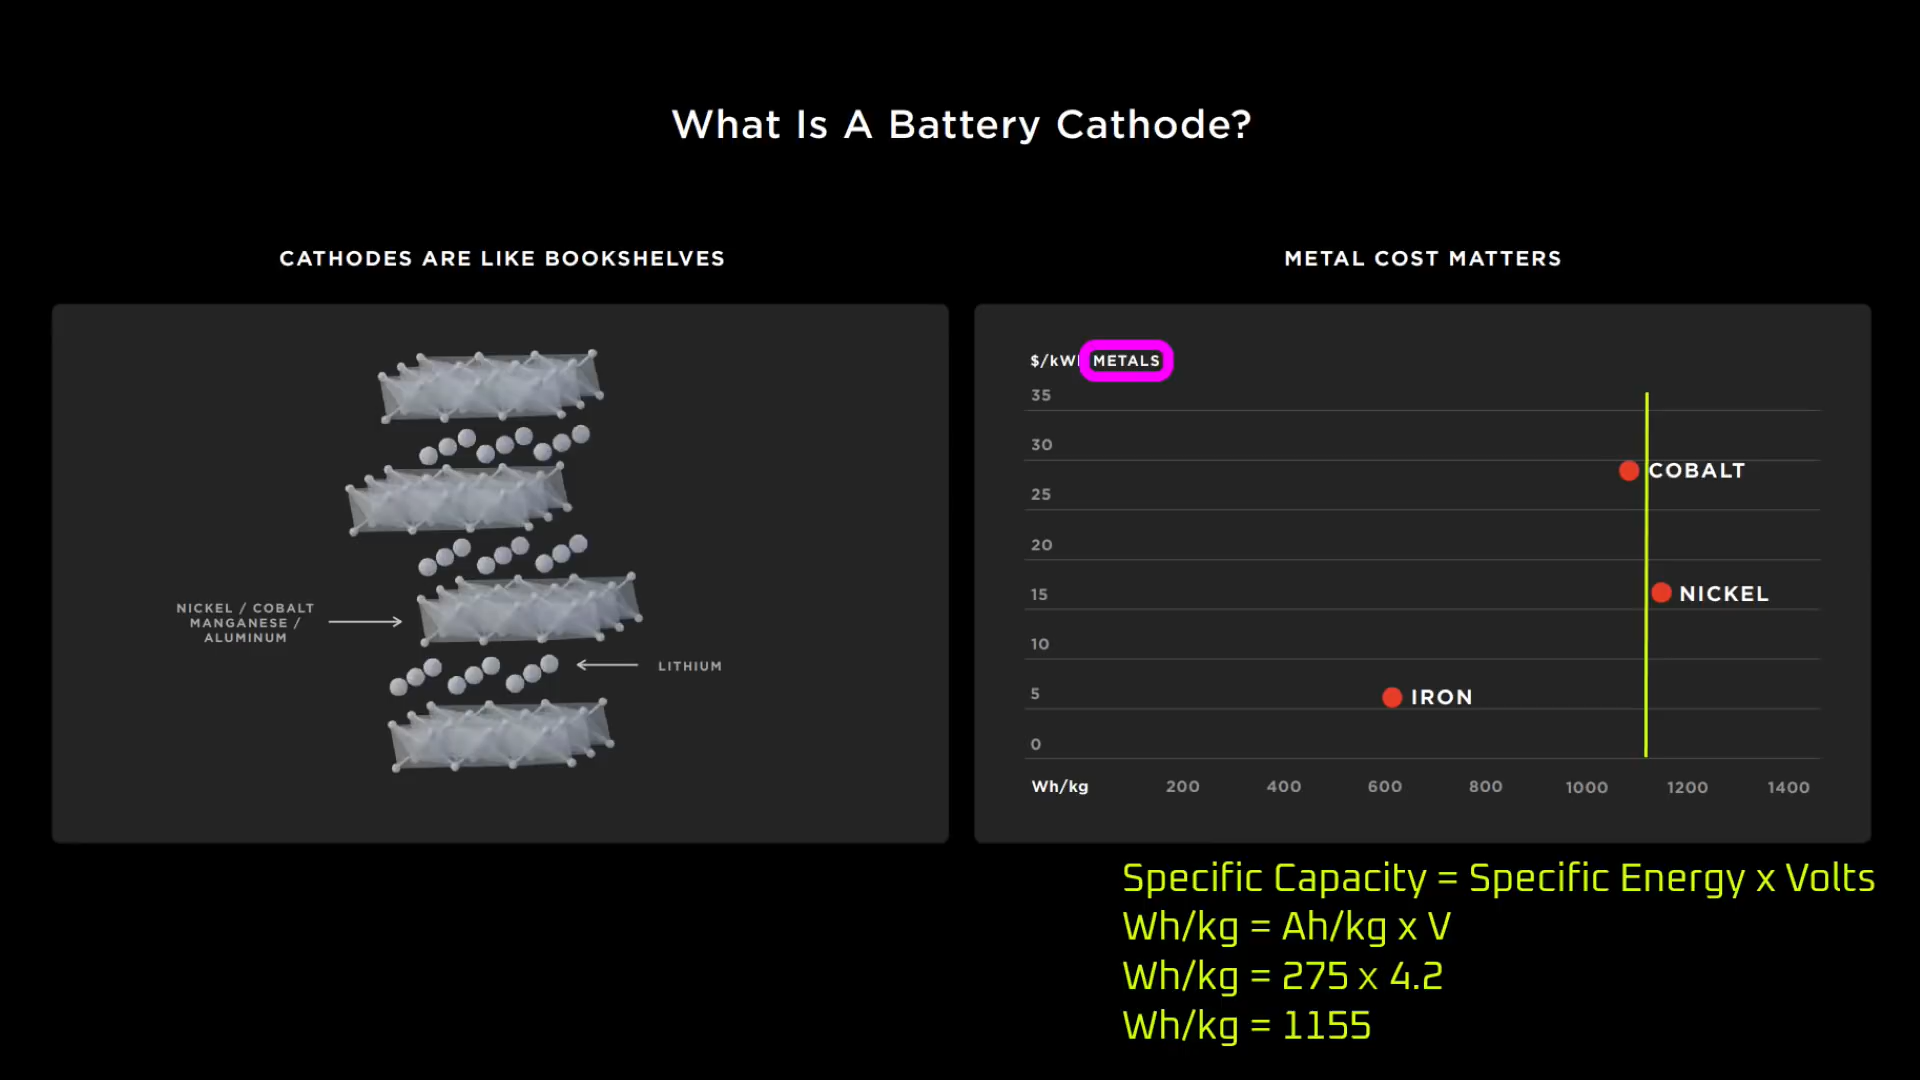 What Is A Battery Cathode?
CATHODES ARE LIKE BOOKSHELVES
NICKEL / COBALT
MANGANESE /
ALUMINUM
LITHIUM
METAL COST MATTERS
$/kW METALS
35
30
25
20
15
10
5
0
COBALT
NICKEL
IRON
Wh/kg 200 400 600 800 1000 1200 1400
Specific Capacity = Specific Energy x Volts
Wh/kg = Ah/kg x V
Wh/kg = 275 x 4.2
Wh/kg = 1155